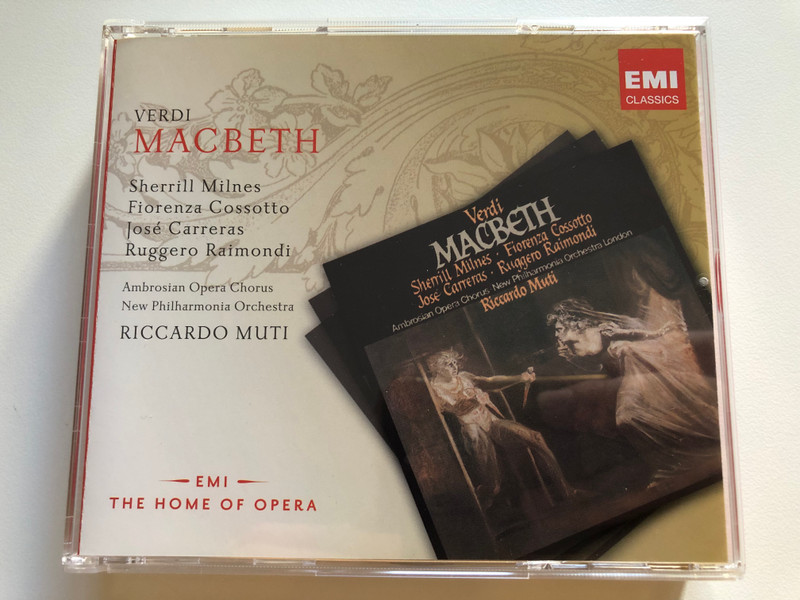 EMI
CLASSICS
VERDI
MACBETH
Sherrill Milnes
Fiorenza Cossotto
José Carreras
Ruggero Raimondi
Ambrosian Opera Chorus
New Philharmonia Orchestra
RICCARDO MUTI
EMI
THE HOME OF OPERA
Verdi
MACBETH
Sherrill Milnes · Fiorenza Cossotto
José Carreras · Ruggero Raimondi
Ambrosian Opera Chorus New Philharmonia Orchestra London
Riccardo Muti